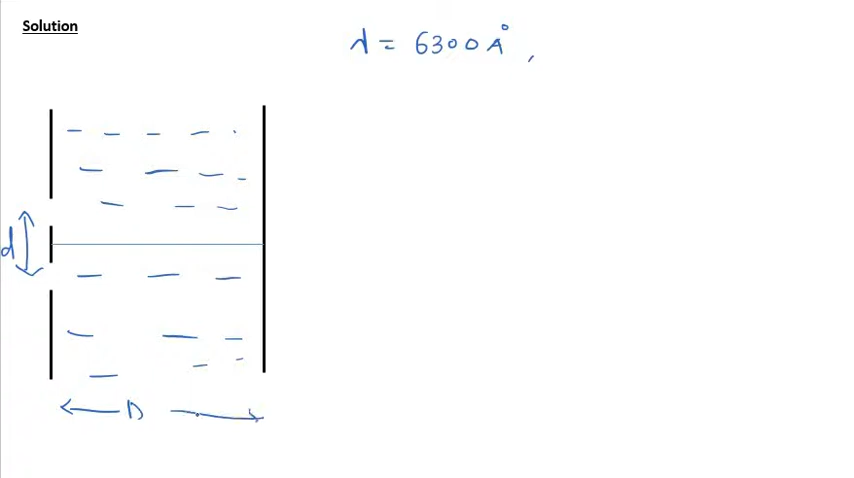 Solution
λ = 6300 Å,
d
D